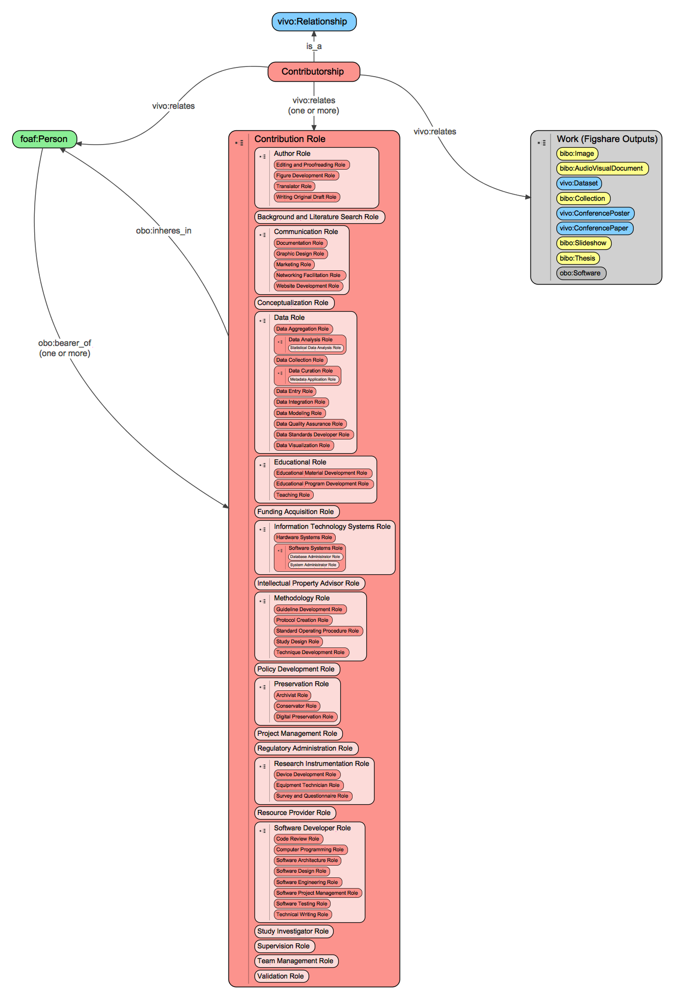 vivo:Relationship
is_a
Contributorship
vivo:relates
vivo:relates
(one or more)
vivo:relates
foaf:Person
obo:inheres_in
obo:bearer_of
(one or more)
Contribution Role
Author Role
Editing and Proofreading Role
Figure Development Role
Translator Role
Writing Original Draft Role
Background and Literature Search Role
Communication Role
Documentation Role
Graphic Design Role
Marketing Role
Networking Facilitation Role
Website Development Role
Conceptualization Role
Data Role
Data Aggregation Role
Data Analysis Role
Statistical Data Analysis Role
Data Collection Role
Data Curation Role
Metadata Application Role
Data Entry Role
Data Integration Role
Data Modeling Role
Data Quality Assurance Role
Data Standards Developer Role
Data Visualization Role
Educational Role
Educational Material Development Role
Educational Program Development Role
Teaching Role
Funding Acquisition Role
Information Technology Systems Role
Hardware Systems Role
Software Systems Role
Database Administrator Role
System Administrator Role
Intellectual Property Advisor Role
Methodology Role
Guideline Development Role
Protocol Creation Role
Standard Operating Procedure Role
Study Design Role
Technique Development Role
Policy Development Role
Preservation Role
Archivist Role
Conservator Role
Digital Preservation Role
Project Management Role
Regulatory Administration Role
Research Instrumentation Role
Device Development Role
Equipment Technician Role
Survey and Questionnaire Role
Resource Provider Role
Software Developer Role
Code Review Role
Computer Programming Role
Software Architecture Role
Software Design Role
Software Engineering Role
Software Project Management Role
Software Testing Role
Technical Writing Role
Study Investigator Role
Supervision Role
Team Management Role
Validation Role
Work (Figshare Outputs)
bibo:Image
bibo:AudioVisualDocument
vivo:Dataset
bibo:Collection
vivo:ConferencePoster
vivo:ConferencePaper
bibo:Slideshow
bibo:Thesis
obo:Software